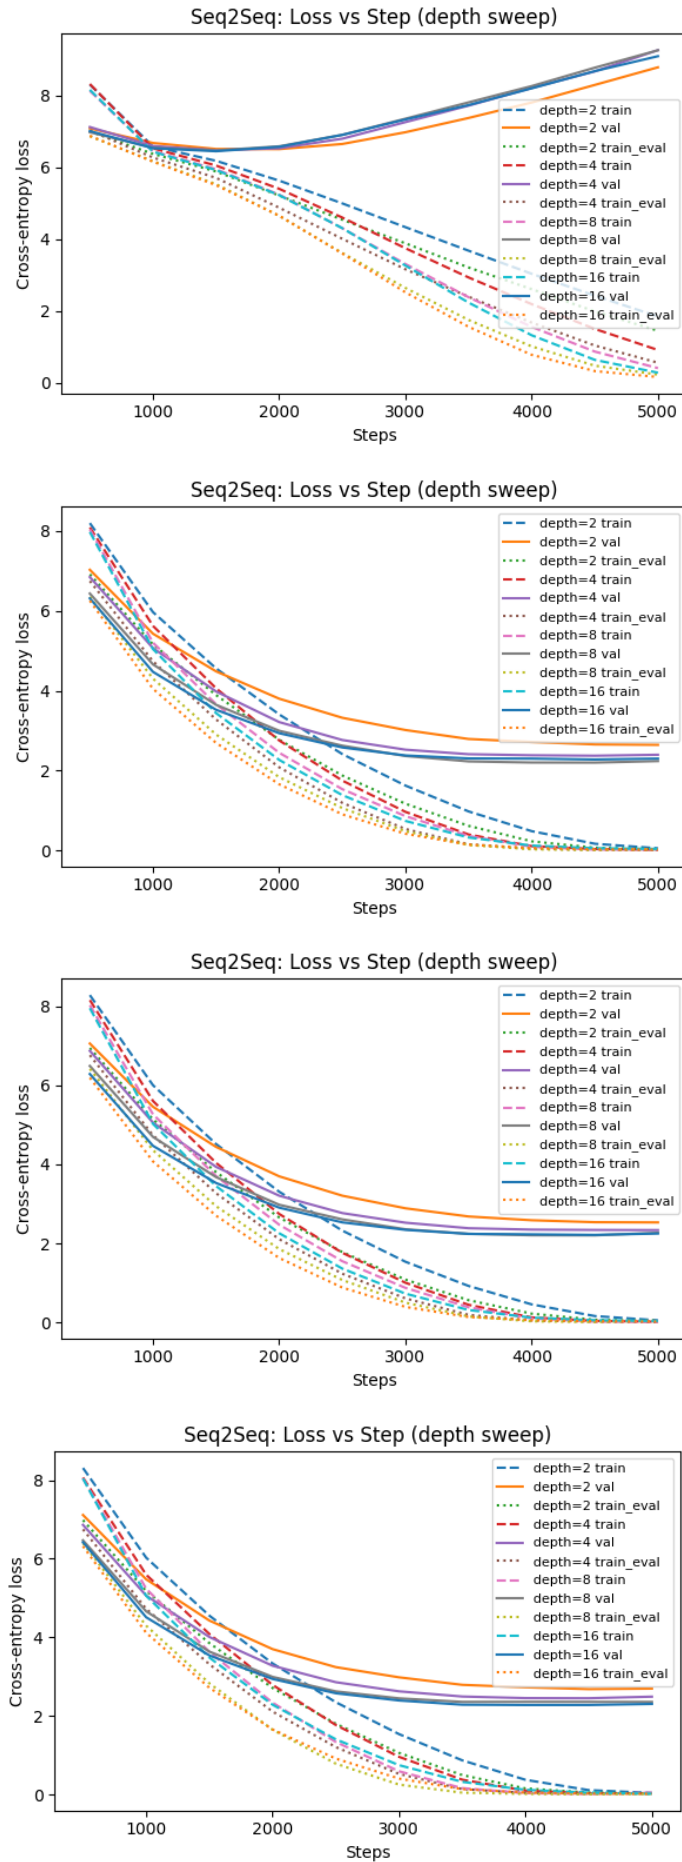 Seq2Seq: Loss vs Step (depth sweep)
8
6
4
2
0
Cross-entropy loss
depth=2 train
depth=2 val
depth=2 train_eval
depth=4 train
depth=4 val
depth=4 train_eval
depth=8 train
depth=8 val
depth=8 train_eval
depth=16 train
depth=16 val
depth=16 train_eval
1000 2000 3000 4000 5000
Steps
Seq2Seq: Loss vs Step (depth sweep)
8
6
4
2
0
Cross-entropy loss
depth=2 train
depth=2 val
depth=2 train_eval
depth=4 train
depth=4 val
depth=4 train_eval
depth=8 train
depth=8 val
depth=8 train_eval
depth=16 train
depth=16 val
depth=16 train_eval
1000 2000 3000 4000 5000
Steps
Seq2Seq: Loss vs Step (depth sweep)
8
6
4
2
0
Cross-entropy loss
depth=2 train
depth=2 val
depth=2 train_eval
depth=4 train
depth=4 val
depth=4 train_eval
depth=8 train
depth=8 val
depth=8 train_eval
depth=16 train
depth=16 val
depth=16 train_eval
1000 2000 3000 4000 5000
Steps
Seq2Seq: Loss vs Step (depth sweep)
8
6
4
2
0
Cross-entropy loss
depth=2 train
depth=2 val
depth=2 train_eval
depth=4 train
depth=4 val
depth=4 train_eval
depth=8 train
depth=8 val
depth=8 train_eval
depth=16 train
depth=16 val
depth=16 train_eval
1000 2000 3000 4000 5000
Steps